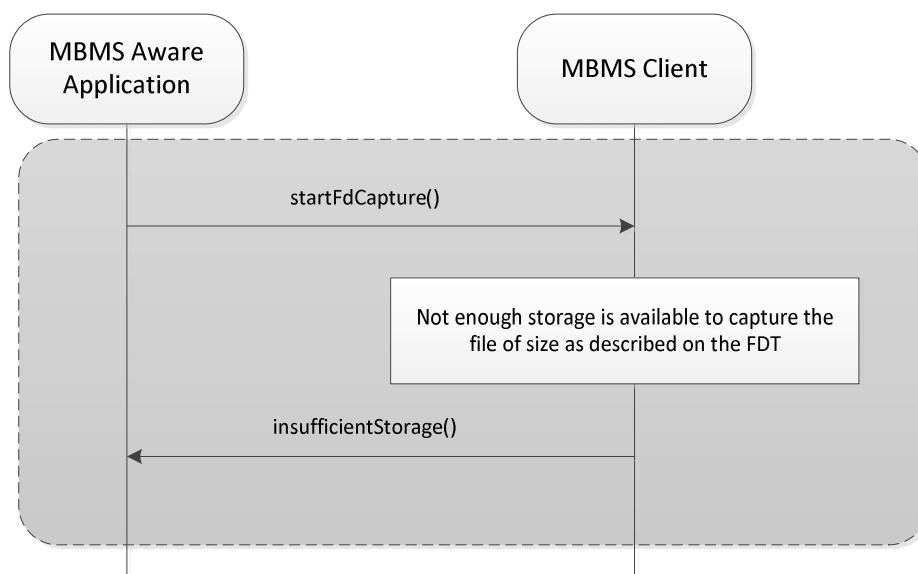 MBMS Aware
Application
MBMS Client
startFdCapture()
Not enough storage is available to capture the
file of size as described on the FDT
insufficientStorage()